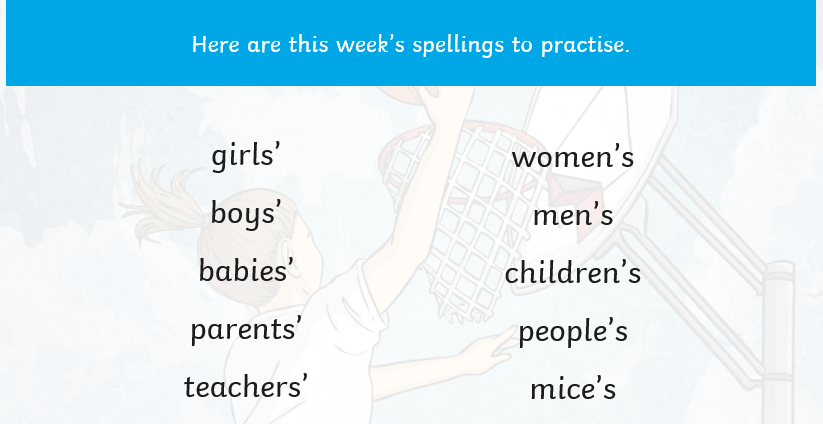 Here are this week’s spellings to practise.
girls’
boys’
babies’
parents’
teachers’
women’s
men’s
children’s
people’s
mice’s